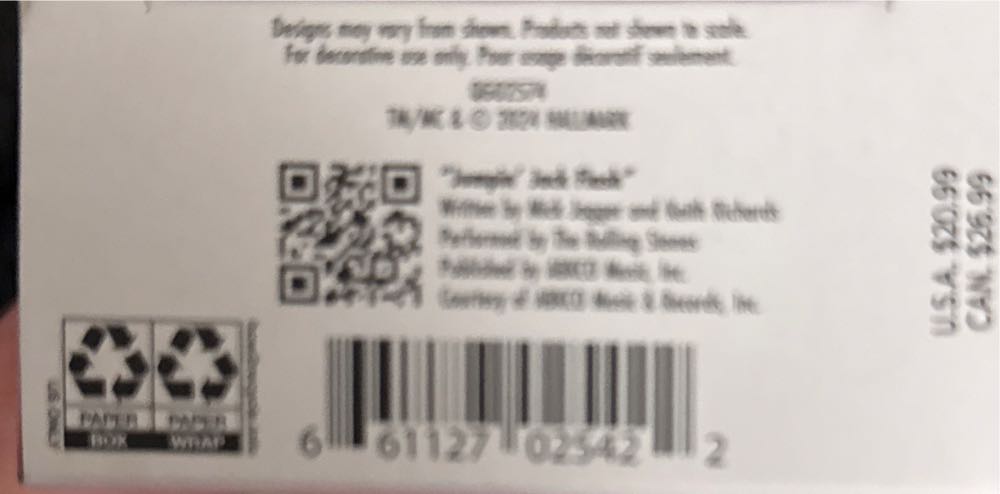 Designs may vary from shown. Products not shown to scale.
For decorative use only. Pour usage décoratif seulement.
TM/MC & © 2024 HALLMARK
"Jumpin' Jack Flash"
Written by Mick Jagger and Keith Richards
Performed by The Rolling Stones
Published by ABKCO Music, Inc.
Courtesy of ABKCO Music & Records, Inc.
U.S.A. $20.99
CAN. $26.99
US ONLY
PAPER PAPER
BOX WRAP
6 61127 02542 2